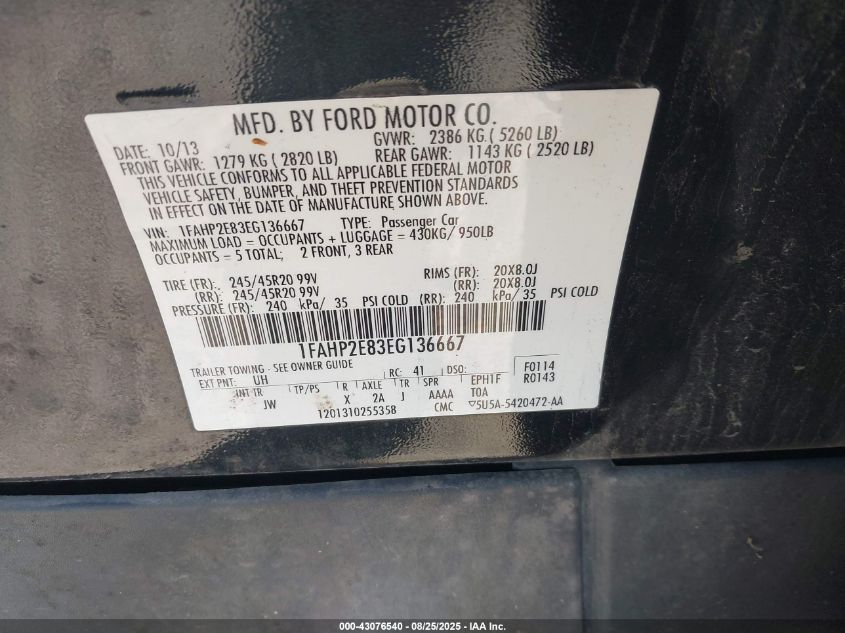 MFD. BY FORD MOTOR CO.
DATE: 10/13 GVWR: 2386 KG ( 5260 LB)
FRONT GAWR: 1279 KG ( 2820 LB) REAR GAWR: 1143 KG ( 2520 LB)
THIS VEHICLE CONFORMS TO ALL APPLICABLE FEDERAL MOTOR
VEHICLE SAFETY, BUMPER, AND THEFT PREVENTION STANDARDS
IN EFFECT ON THE DATE OF MANUFACTURE SHOWN ABOVE.
VIN: 1FAHP2E83EG136667 TYPE: Passenger Car
MAXIMUM LOAD = OCCUPANTS + LUGGAGE = 430KG/ 950LB
OCCUPANTS = 5 TOTAL; 2 FRONT, 3 REAR
TIRE (FR): 245/45R20 99V RIMS (FR): 20X8.0J
(RR): 245/45R20 99V (RR): 20X8.0J
PRESSURE (FR): 240 kPa/ 35 PSI COLD (RR): 240 kPa/ 35 PSI COLD
1FAHP2E83EG136667
TRAILER TOWING - SEE OWNER GUIDE
EXT PNT: UH RC: 41 DSO: F0114
INT TR TP/PS R AXLE TR SPR EPH1F R0143
JW X 2A J AAAA TOA
1201310255358 CMC ▽5U5A-5420472-AA
000-43076540 - 08/25/2025 - IAA Inc.